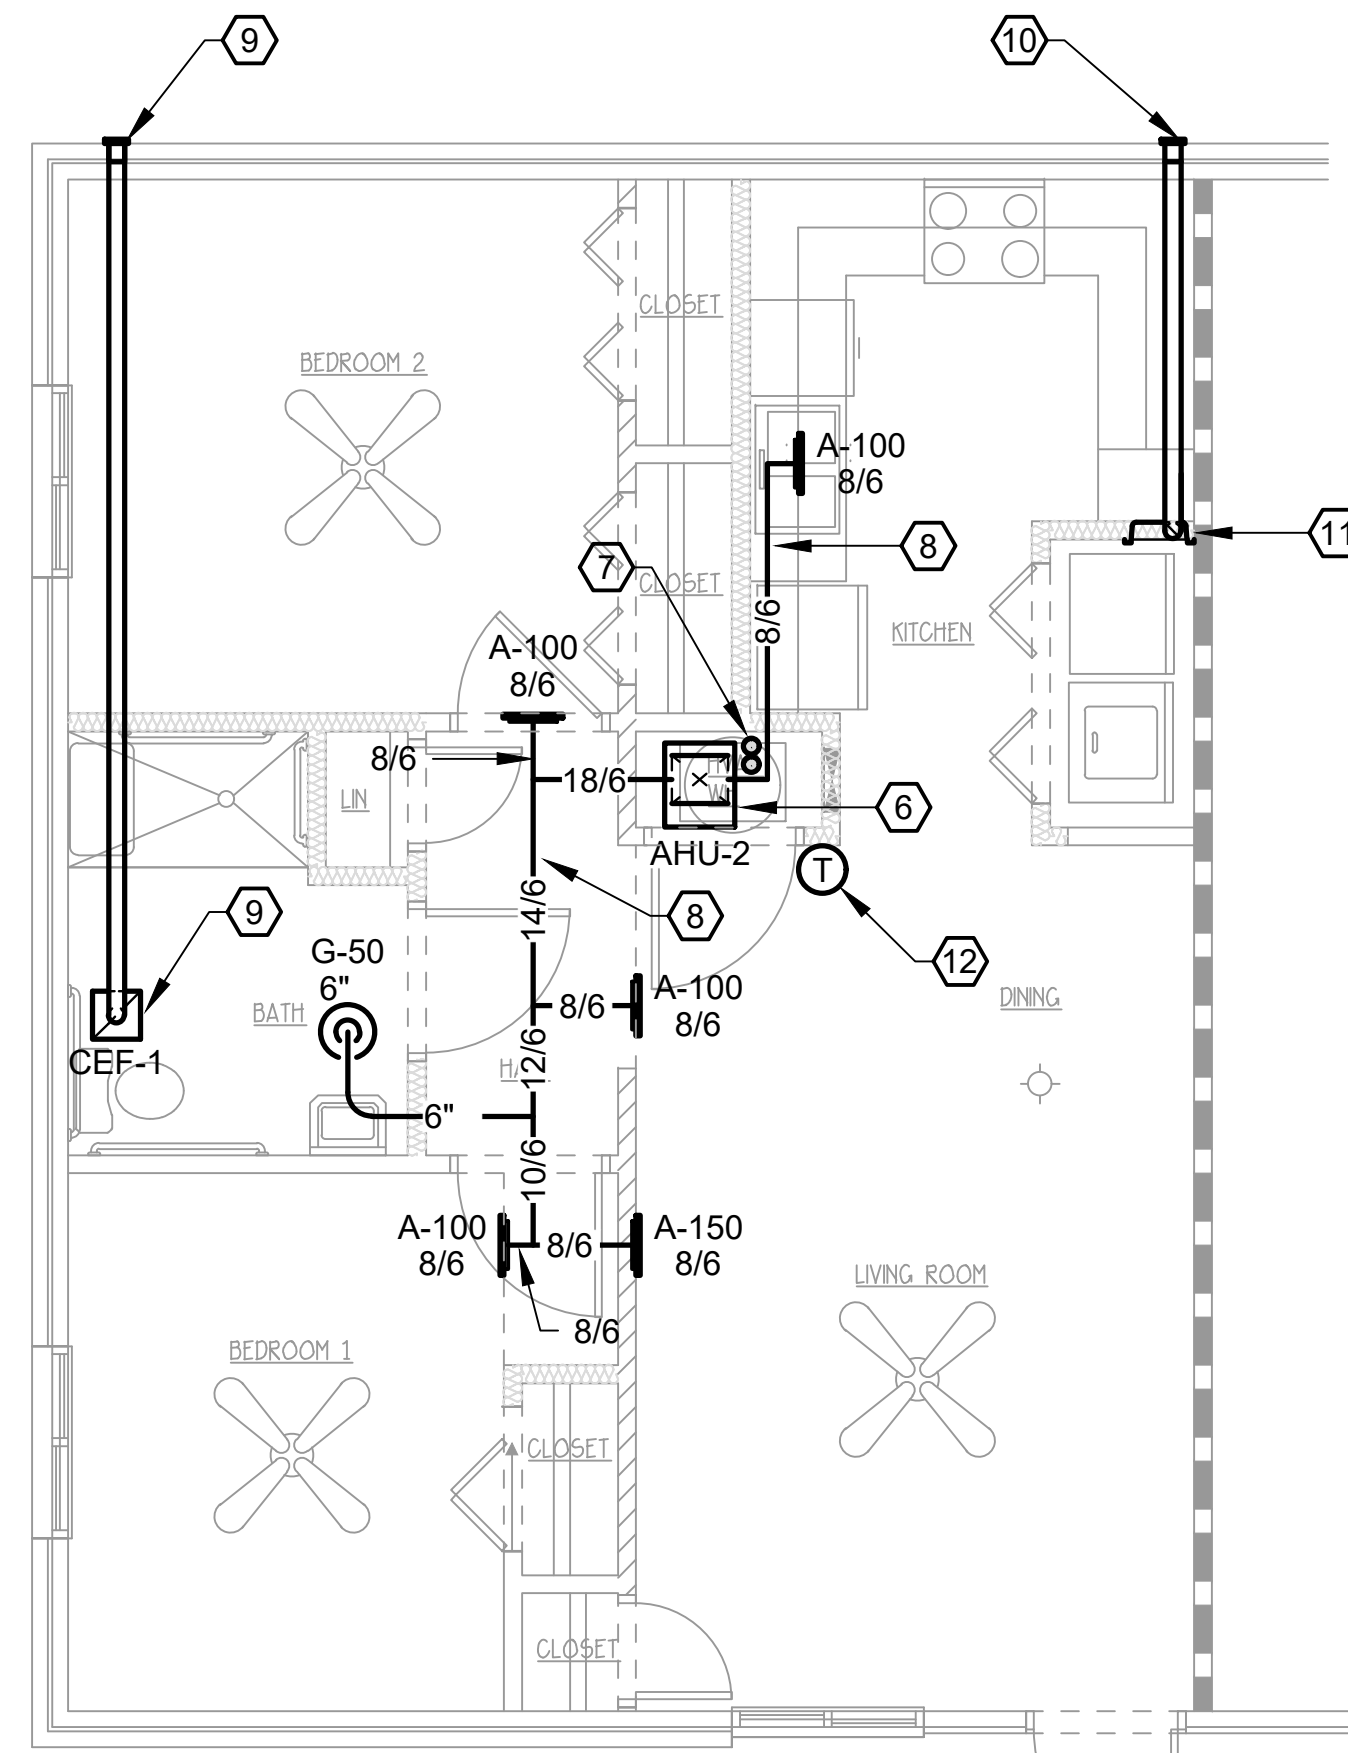 9
10
CLOSET
BEDROOM 2
A-100
8/6
11
8
7
CLOSET
8/6
KITCHEN
A-100
8/6
8/6
18/6
LIN
6
AHU-2
T
14/6
9
8
G-50
6"
12
A-100
8/6
8/6
BATH
DINING
12/6
CEF-1
6"
10/6
A-100
8/6
8/6
A-150
8/6
LIVING ROOM
8/6
BEDROOM 1
CLOSET
CLOSET